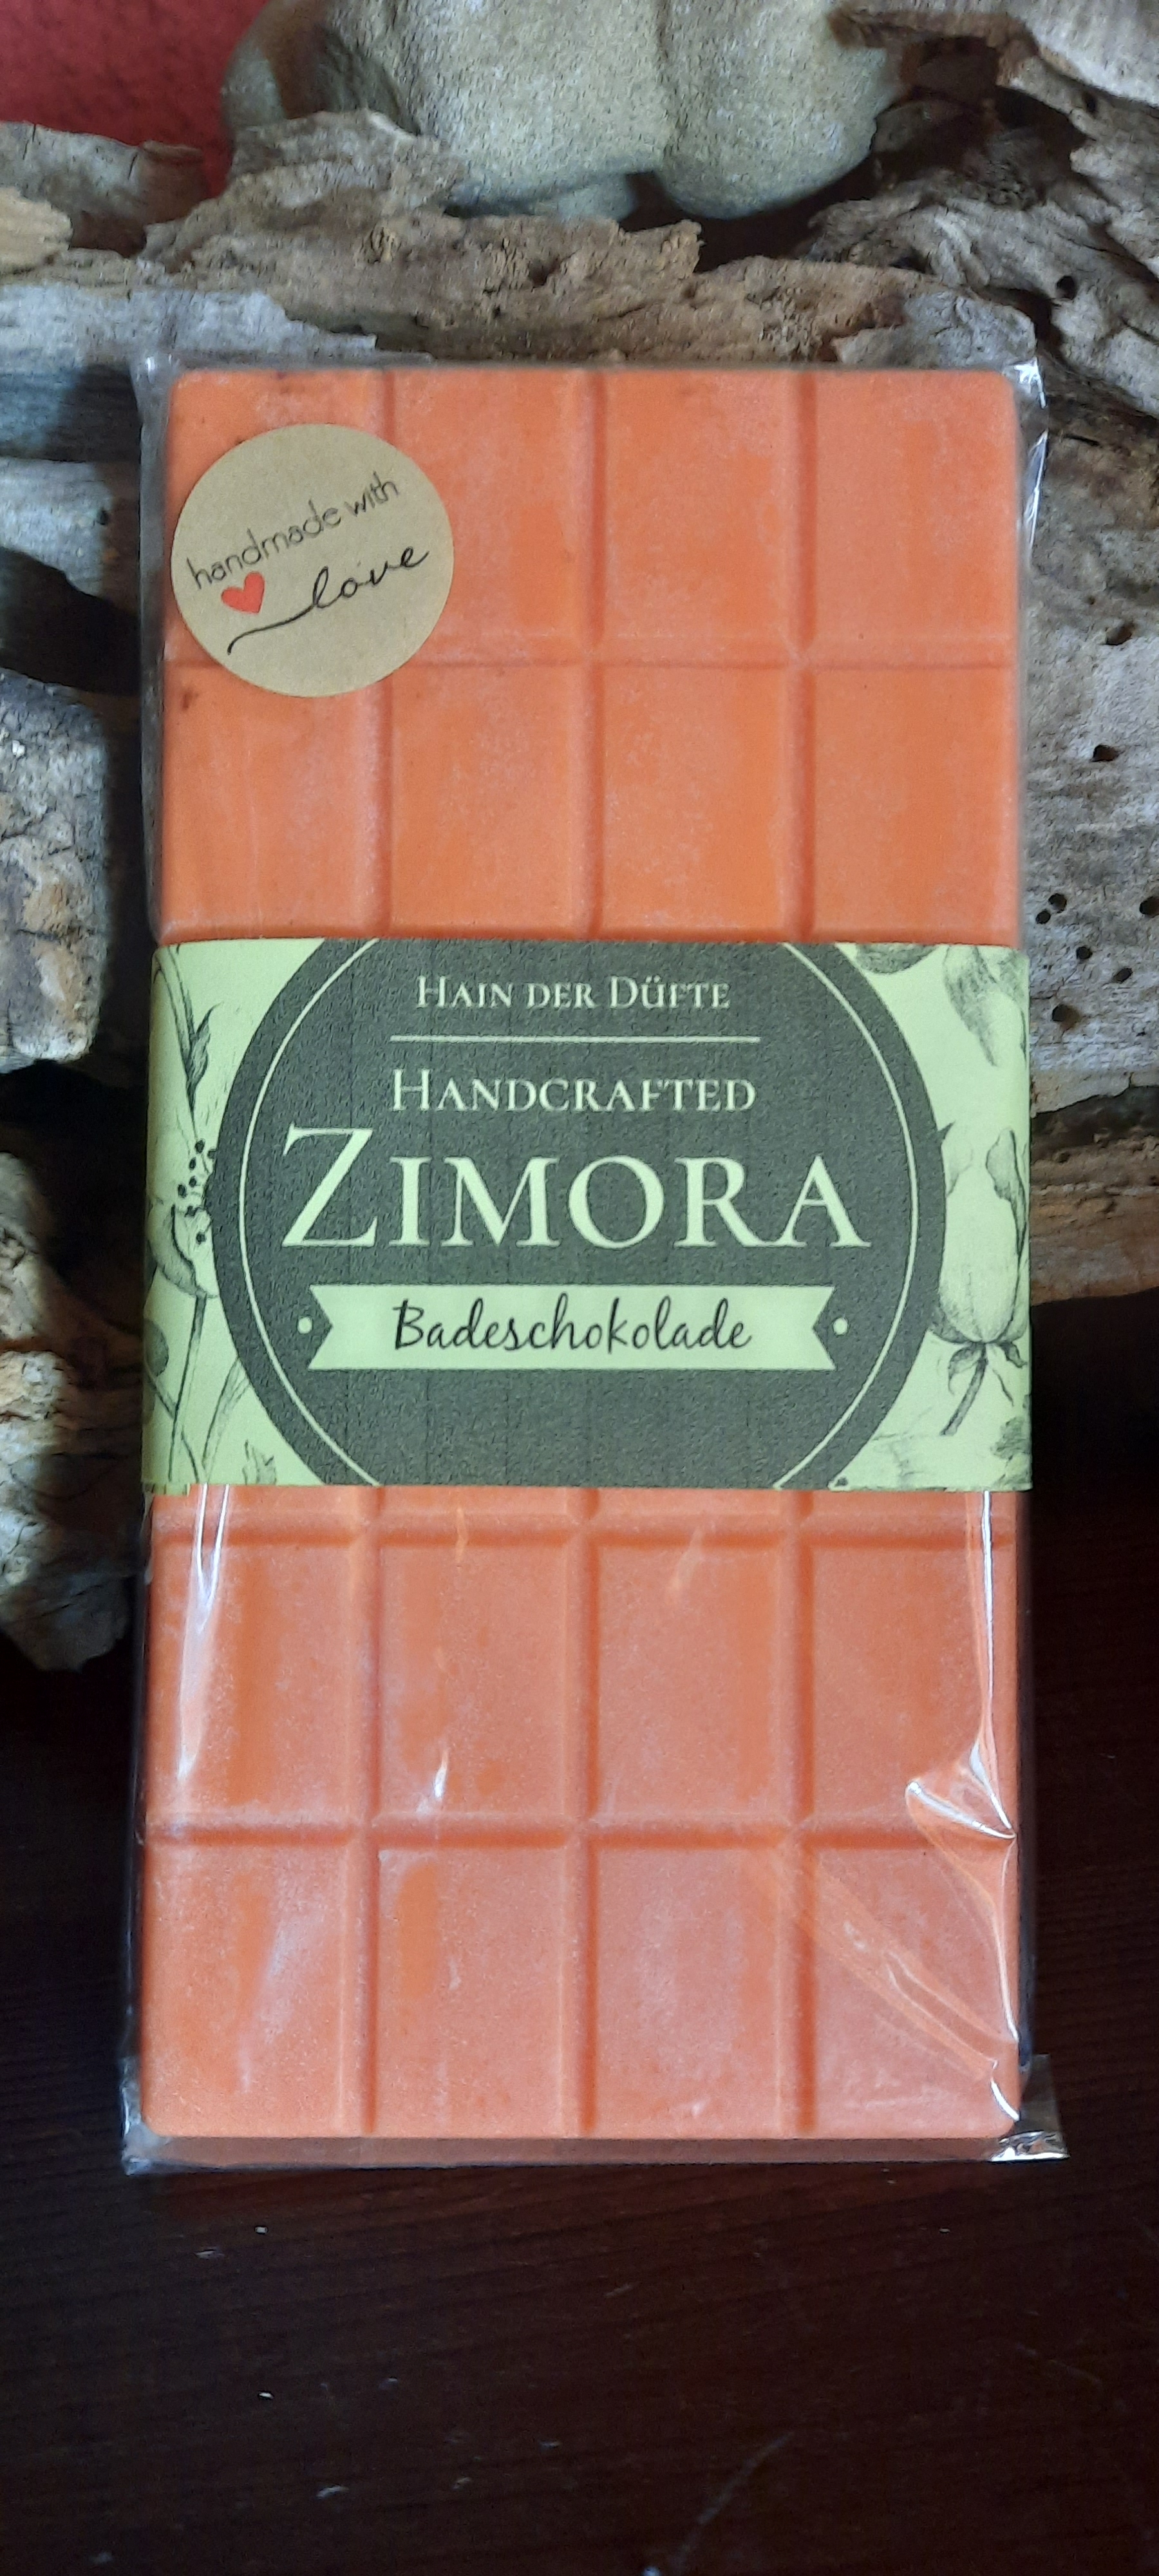 handmade with
love
Hain der Düfte
Handcrafted
Zimora
Badeschokolade